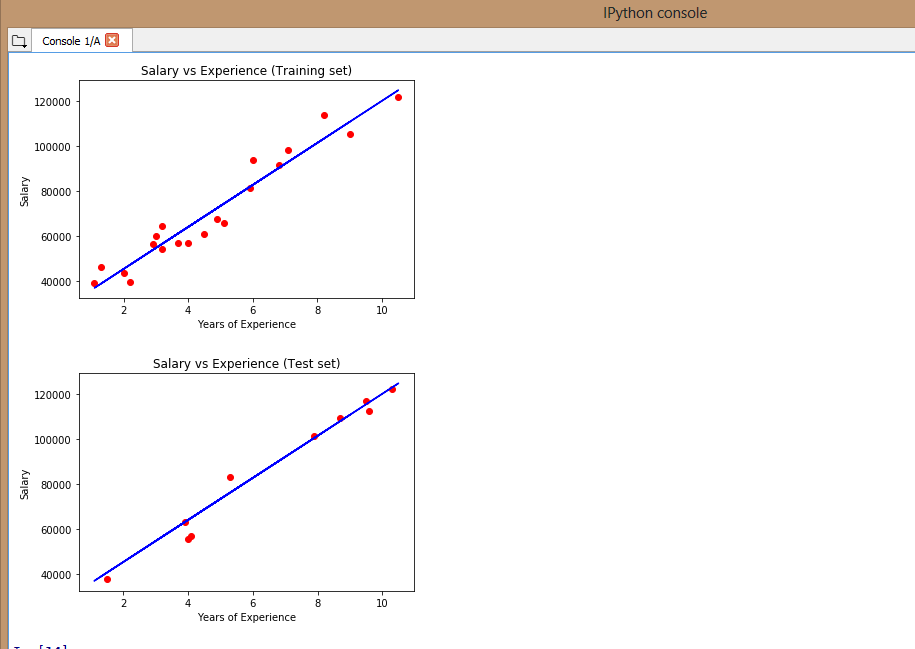 IPython console
Console 1/A
Salary vs Experience (Training set)
120000
100000
80000
60000
40000
Salary
2 4 6 8 10
Years of Experience
Salary vs Experience (Test set)
120000
100000
80000
60000
40000
Salary
2 4 6 8 10
Years of Experience